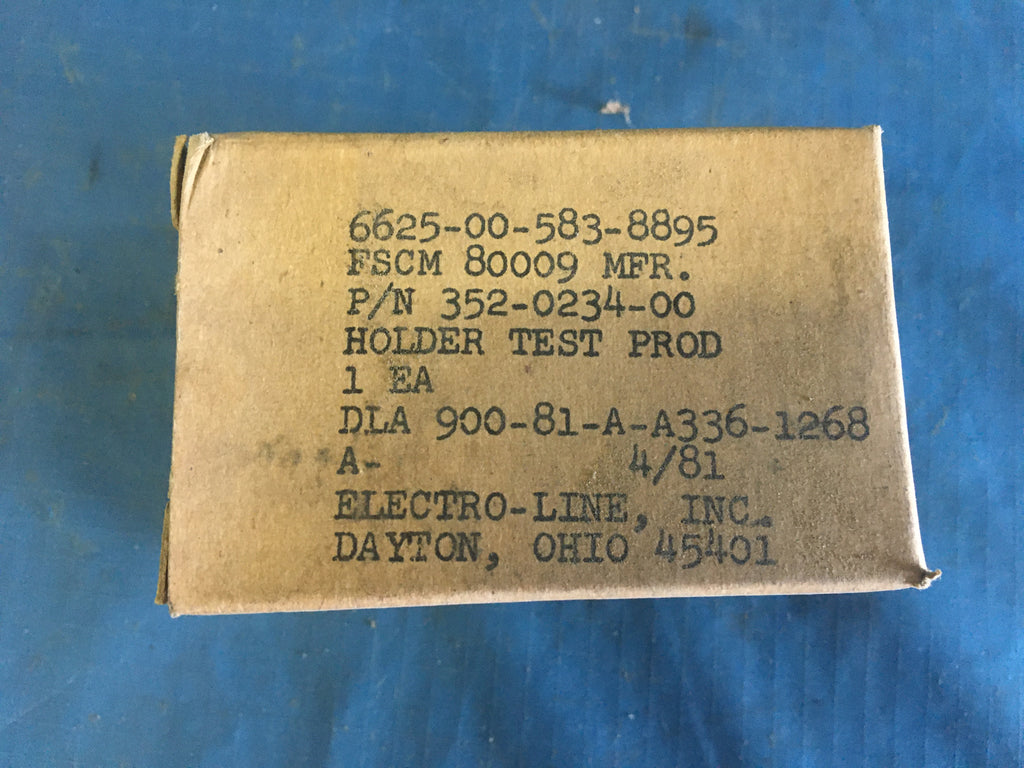 6625-00-583-8895
FSCM 80009 MFR.
P/N 352-0234-00
HOLDER TEST PROD
1 EA
DLA 900-81-A-A336-1268
A- 4/81
ELECTRO-LINE, INC.
DAYTON, OHIO 45401